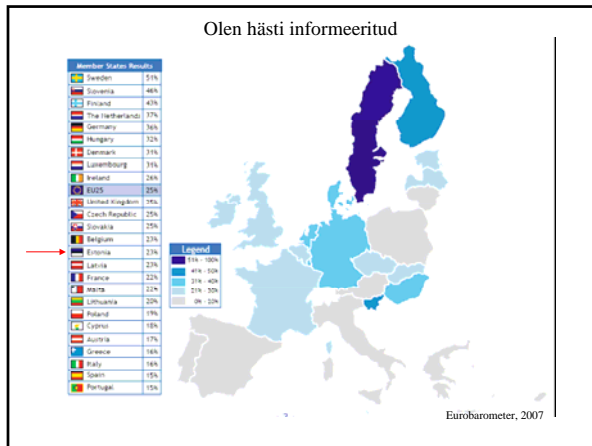 Olen hästi informeeritud
Member States Results
Sweden 51%
Slovenia 46%
Finland 43%
The Netherlands 37%
Germany 36%
Hungary 32%
Denmark 31%
Luxembourg 31%
Ireland 26%
EU25 25%
United Kingdom 25%
Czech Republic 25%
Slovakia 25%
Belgium 23%
Estonia 23%
Latvia 23%
France 22%
Malta 22%
Lithuania 20%
Poland 19%
Cyprus 18%
Austria 17%
Greece 16%
Italy 16%
Spain 15%
Portugal 15%
Legend
51% - 100%
41% - 50%
31% - 40%
21% - 30%
0% - 20%
Eurobarometer, 2007